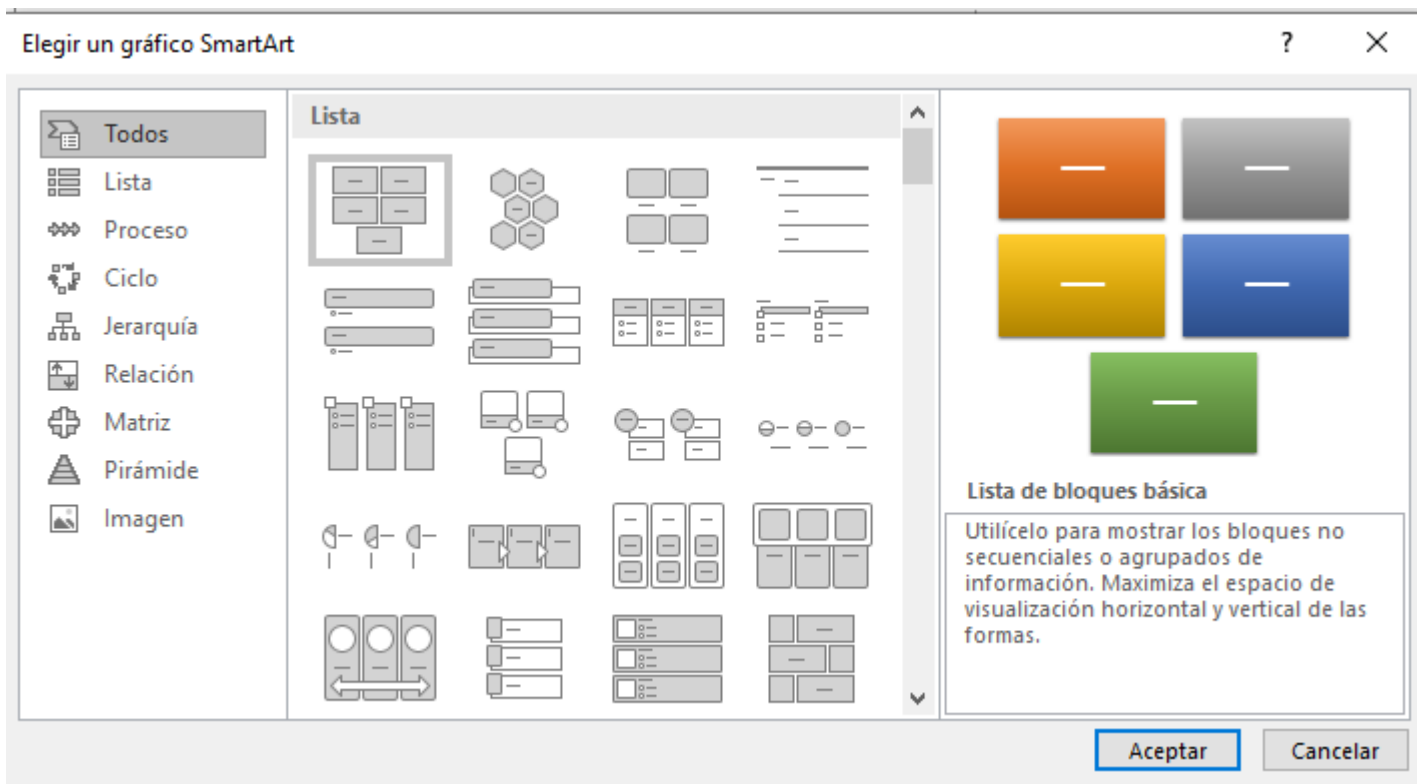 Elegir un gráfico SmartArt
?
Todos
Lista
Proceso
Ciclo
Jerarquía
Relación
Matriz
Pirámide
Imagen
Lista
Lista de bloques básica
Utilícelo para mostrar los bloques no
secuenciales o agrupados de
información. Maximiza el espacio de
visualización horizontal y vertical de las
formas.
Aceptar
Cancelar